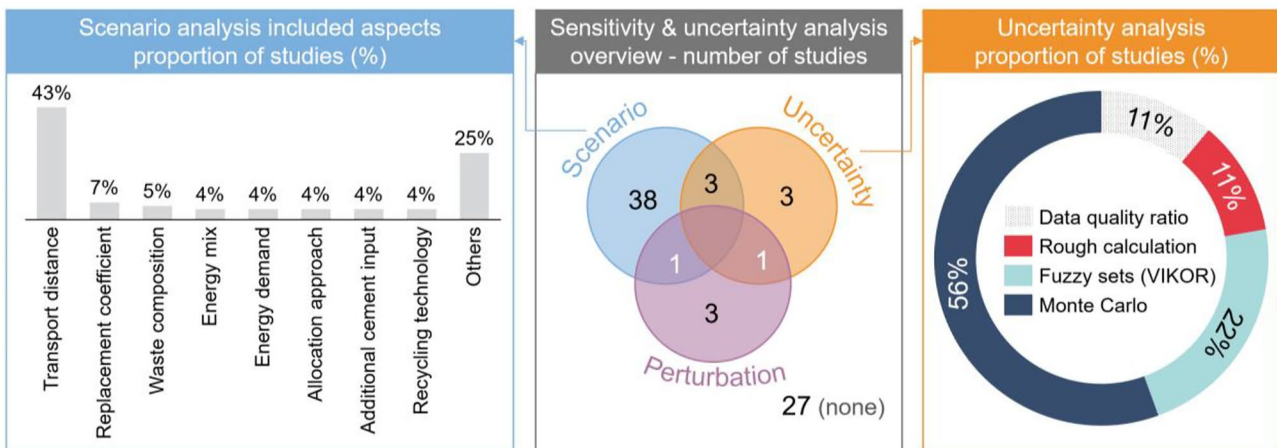 Scenario analysis included aspects
proportion of studies (%)
43%
7%
5%
4%
4%
4%
4%
4%
25%
Transport distance
Replacement coefficient
Waste composition
Energy mix
Energy demand
Allocation approach
Additional cement input
Recycling technology
Others
Sensitivity & uncertainty analysis
overview - number of studies
Scenario
Uncertainty
38
3
3
1
1
3
Perturbation
27 (none)
Uncertainty analysis
proportion of studies (%)
11%
11%
22%
56%
Data quality ratio
Rough calculation
Fuzzy sets (VIKOR)
Monte Carlo